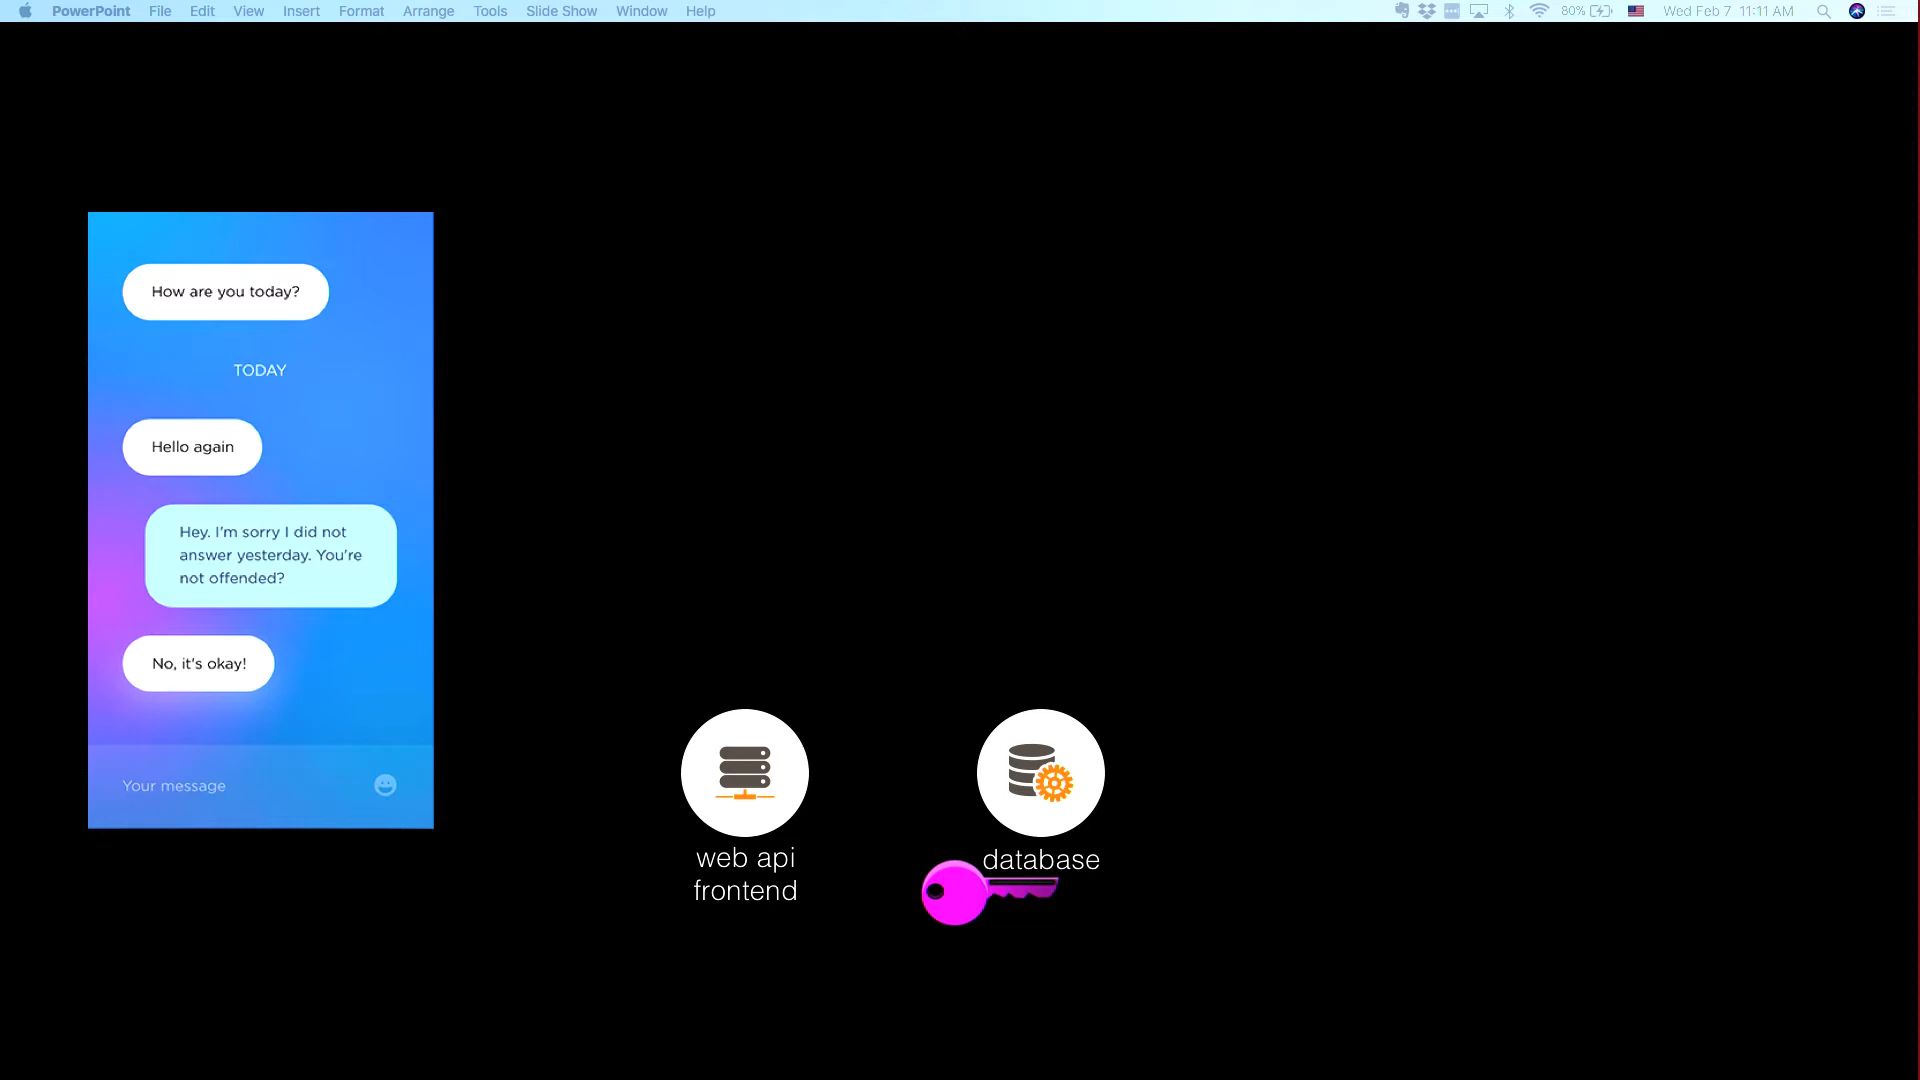 PowerPoint File Edit View Insert Format Arrange Tools Slide Show Window Help 80% Wed Feb 7 11:11 AM
How are you today?
TODAY
Hello again
Hey. I'm sorry I did not
answer yesterday. You're
not offended?
No, it's okay!
Your message
web api
frontend
database